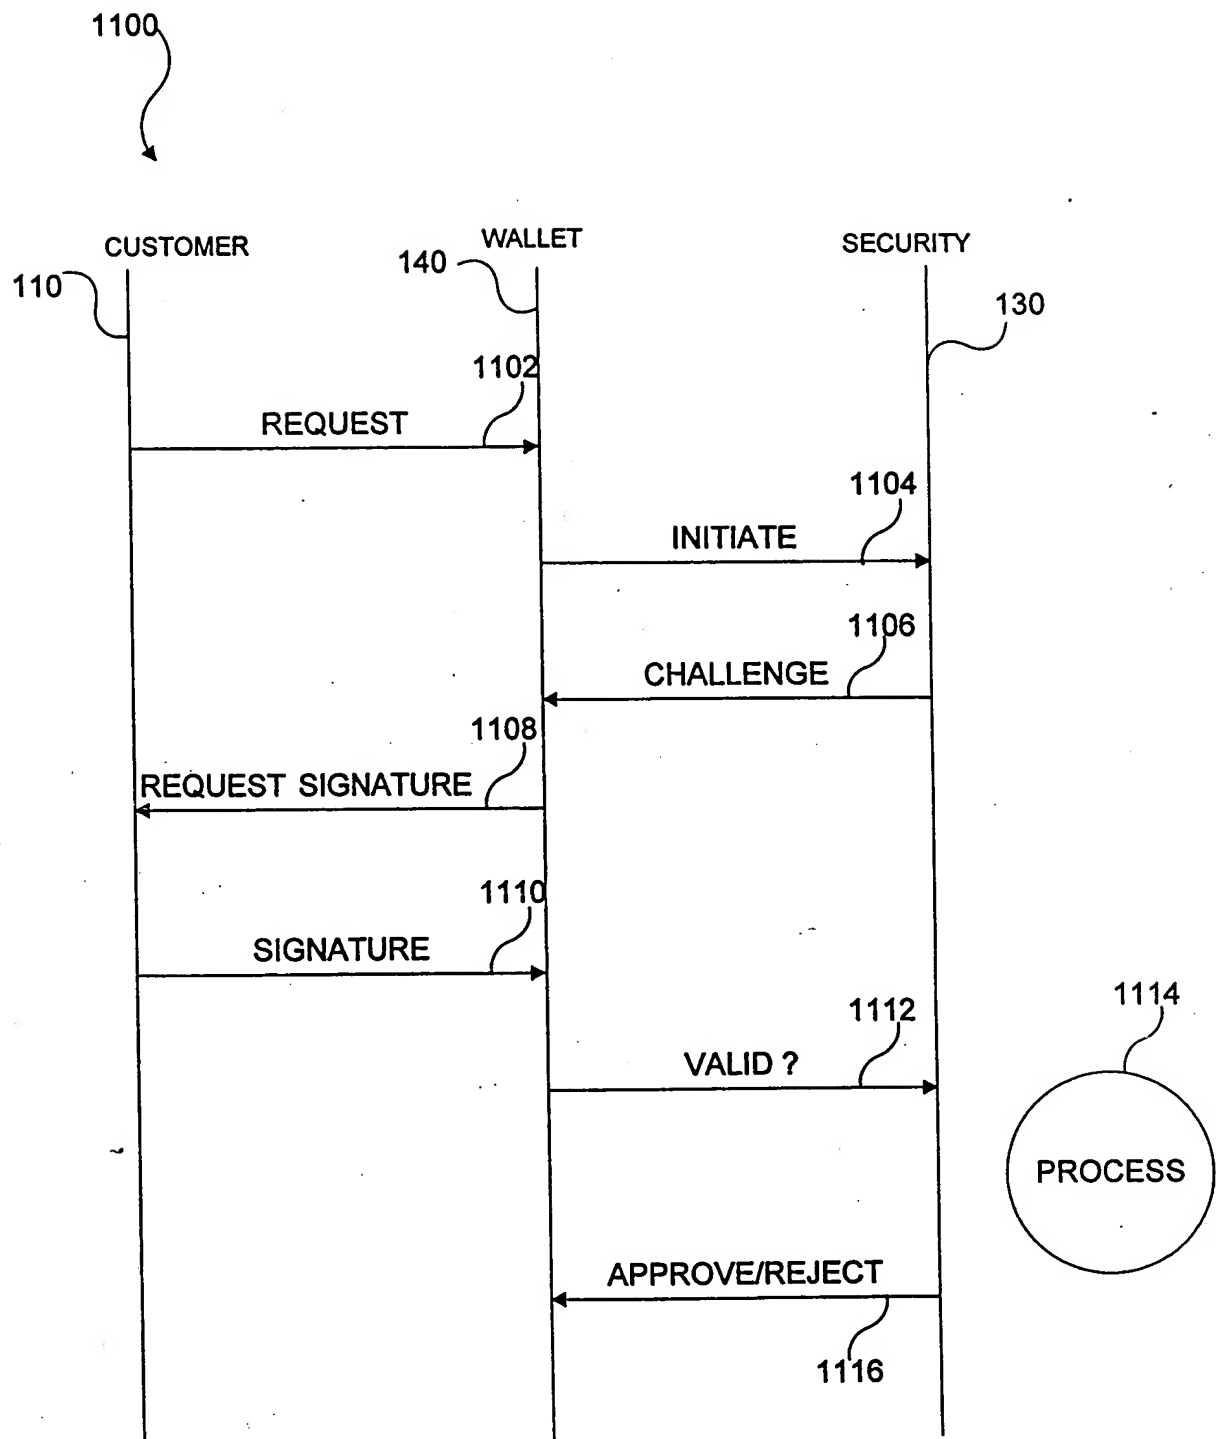 1100
CUSTOMER
WALLET
SECURITY
110
140
130
1102
REQUEST
1104
INITIATE
1106
CHALLENGE
1108
REQUEST SIGNATURE
1110
SIGNATURE
1112
VALID ?
1114
PROCESS
APPROVE/REJECT
1116